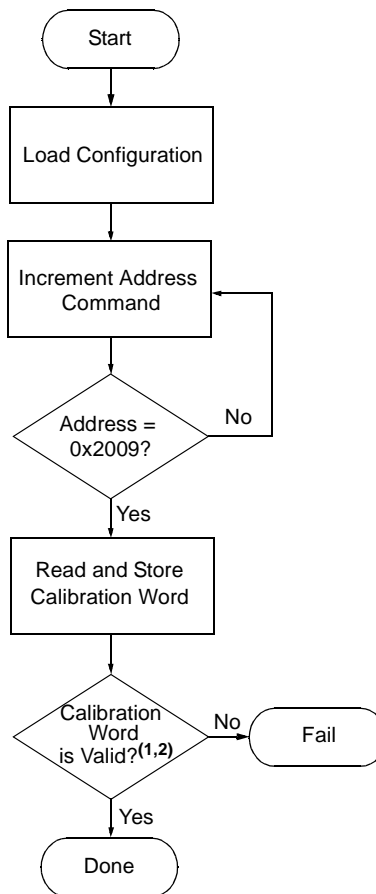 Start
Load Configuration
Increment Address
Command
Address =
0x2009?
No
Yes
Read and Store
Calibration Word
Calibration
Word
is Valid?(1,2)
No
Fail
Yes
Done